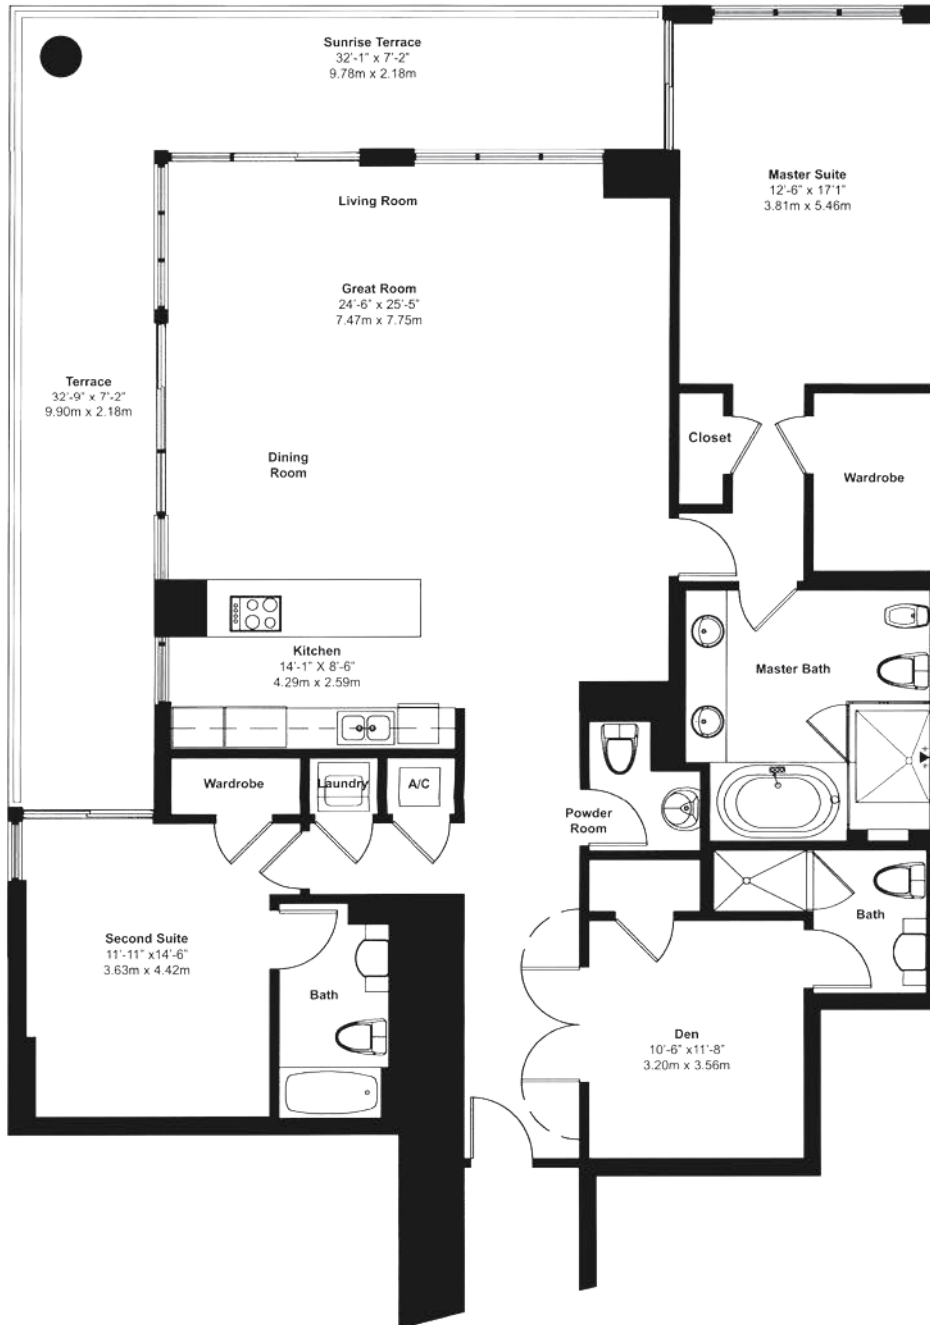 Sunrise Terrace
32'-1" x 7'-2"
9.78m x 2.18m
Master Suite
12'-6" x 17'1"
3.81m x 5.46m
Living Room
Great Room
24'-6" x 25'-5"
7.47m x 7.75m
Terrace
32'-9" x 7'-2"
9.90m x 2.18m
Closet
Dining
Room
Wardrobe
Kitchen
14'-1" X 8'-6"
4.29m x 2.59m
Master Bath
Wardrobe
Laundry
A/C
Powder
Room
Bath
Second Suite
11'-11" x14'-6"
3.63m x 4.42m
Bath
Den
10'-6" x11'-8"
3.20m x 3.56m